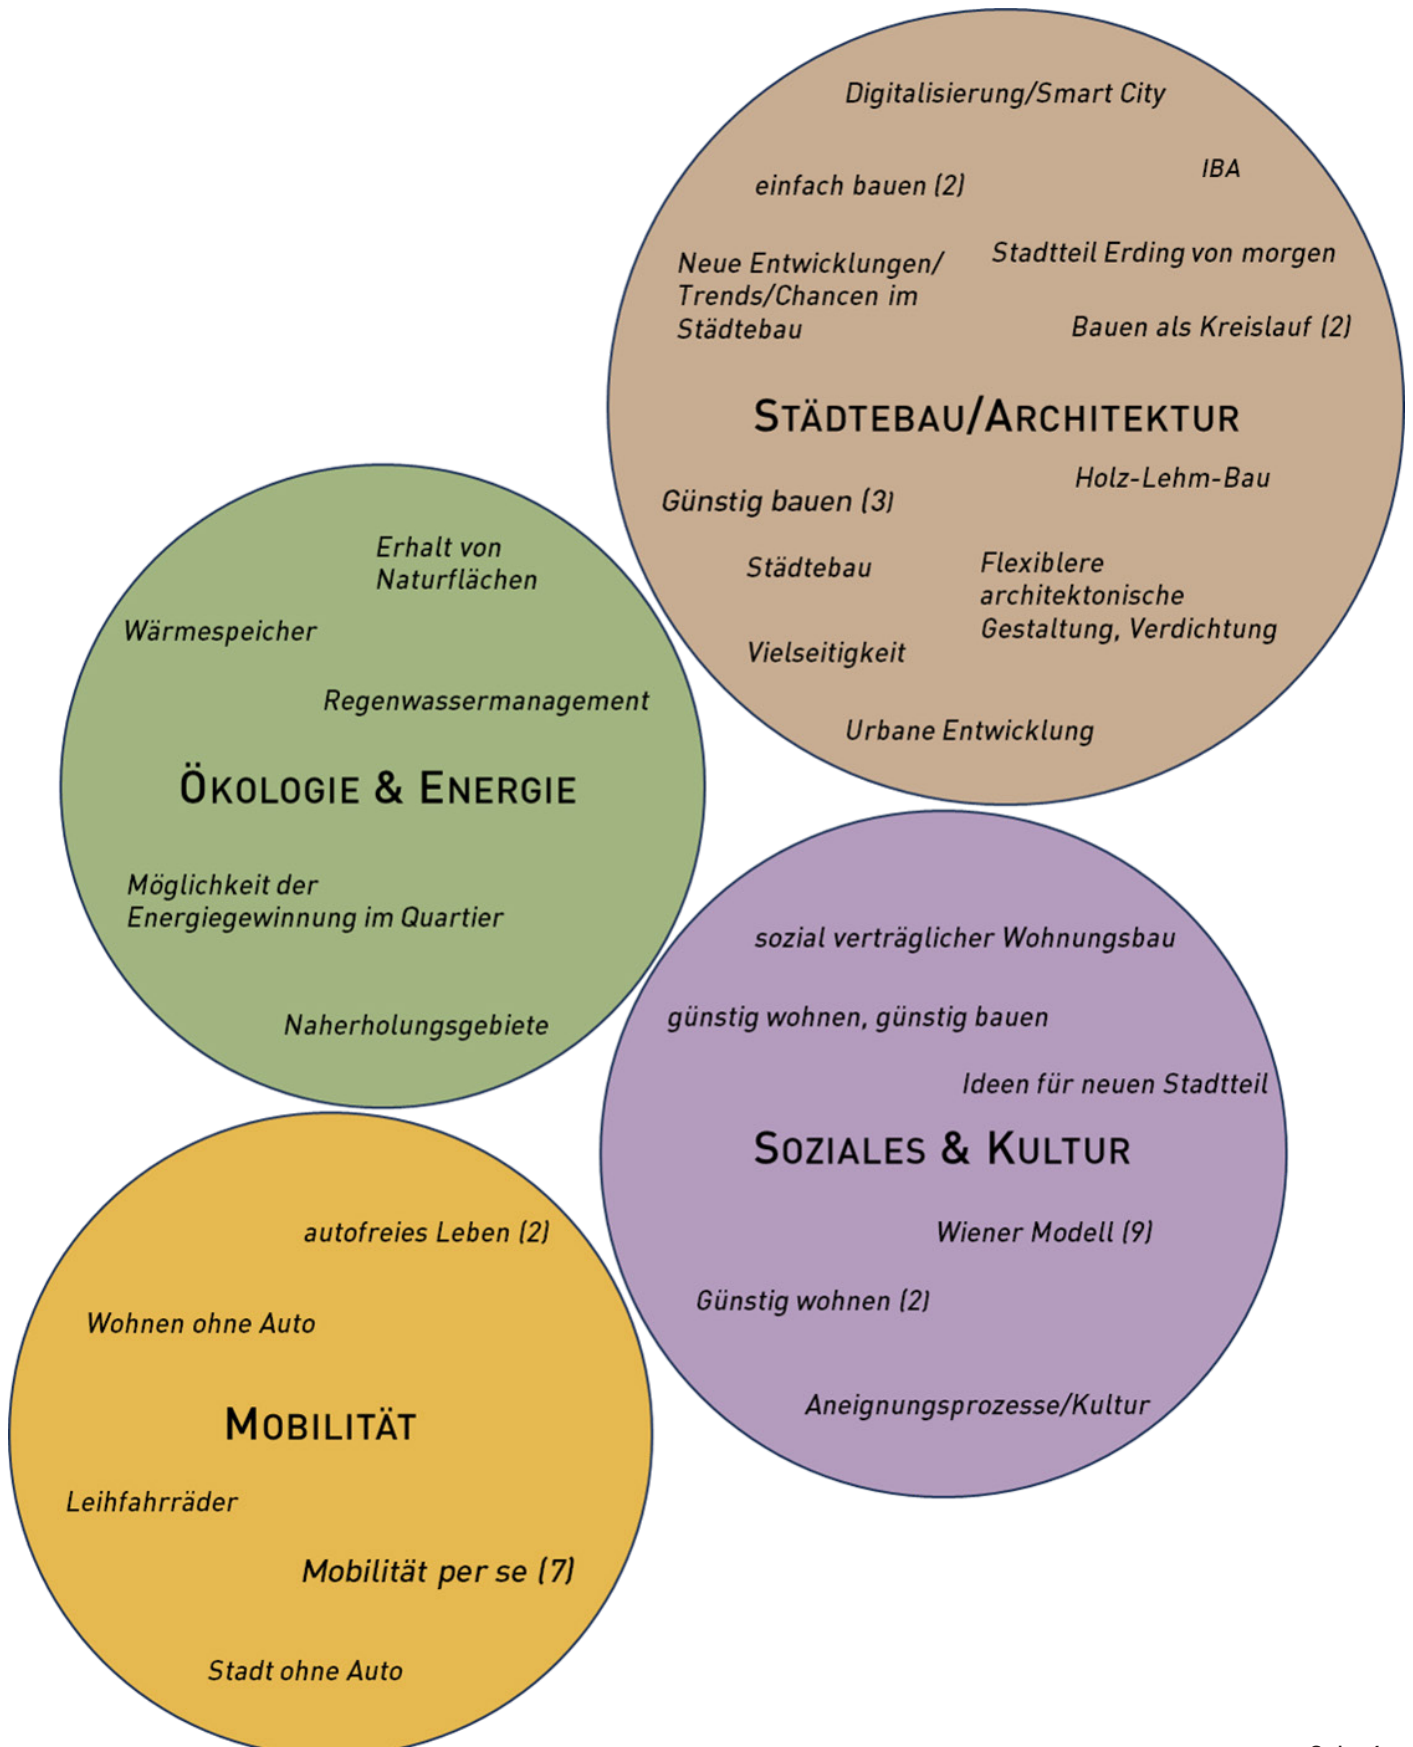 Digitalisierung/Smart City
IBA
einfach bauen (2)
Stadtteil Erding von morgen
Neue Entwicklungen/
Trends/Chancen im
Städtebau
Bauen als Kreislauf (2)
STÄDTEBAU/ARCHITEKTUR
Holz-Lehm-Bau
Günstig bauen (3)
Städtebau
Flexiblere
architektonische
Gestaltung, Verdichtung
Vielseitigkeit
Urbane Entwicklung
Erhalt von
Naturflächen
Wärmespeicher
Regenwassermanagement
ÖKOLOGIE & ENERGIE
Möglichkeit der
Energiegewinnung im Quartier
Naherholungsgebiete
sozial verträglicher Wohnungsbau
günstig wohnen, günstig bauen
Ideen für neuen Stadtteil
SOZIALES & KULTUR
Wiener Modell (9)
Günstig wohnen (2)
Aneignungsprozesse/Kultur
autofreies Leben (2)
Wohnen ohne Auto
MOBILITÄT
Leihfahrräder
Mobilität per se (7)
Stadt ohne Auto